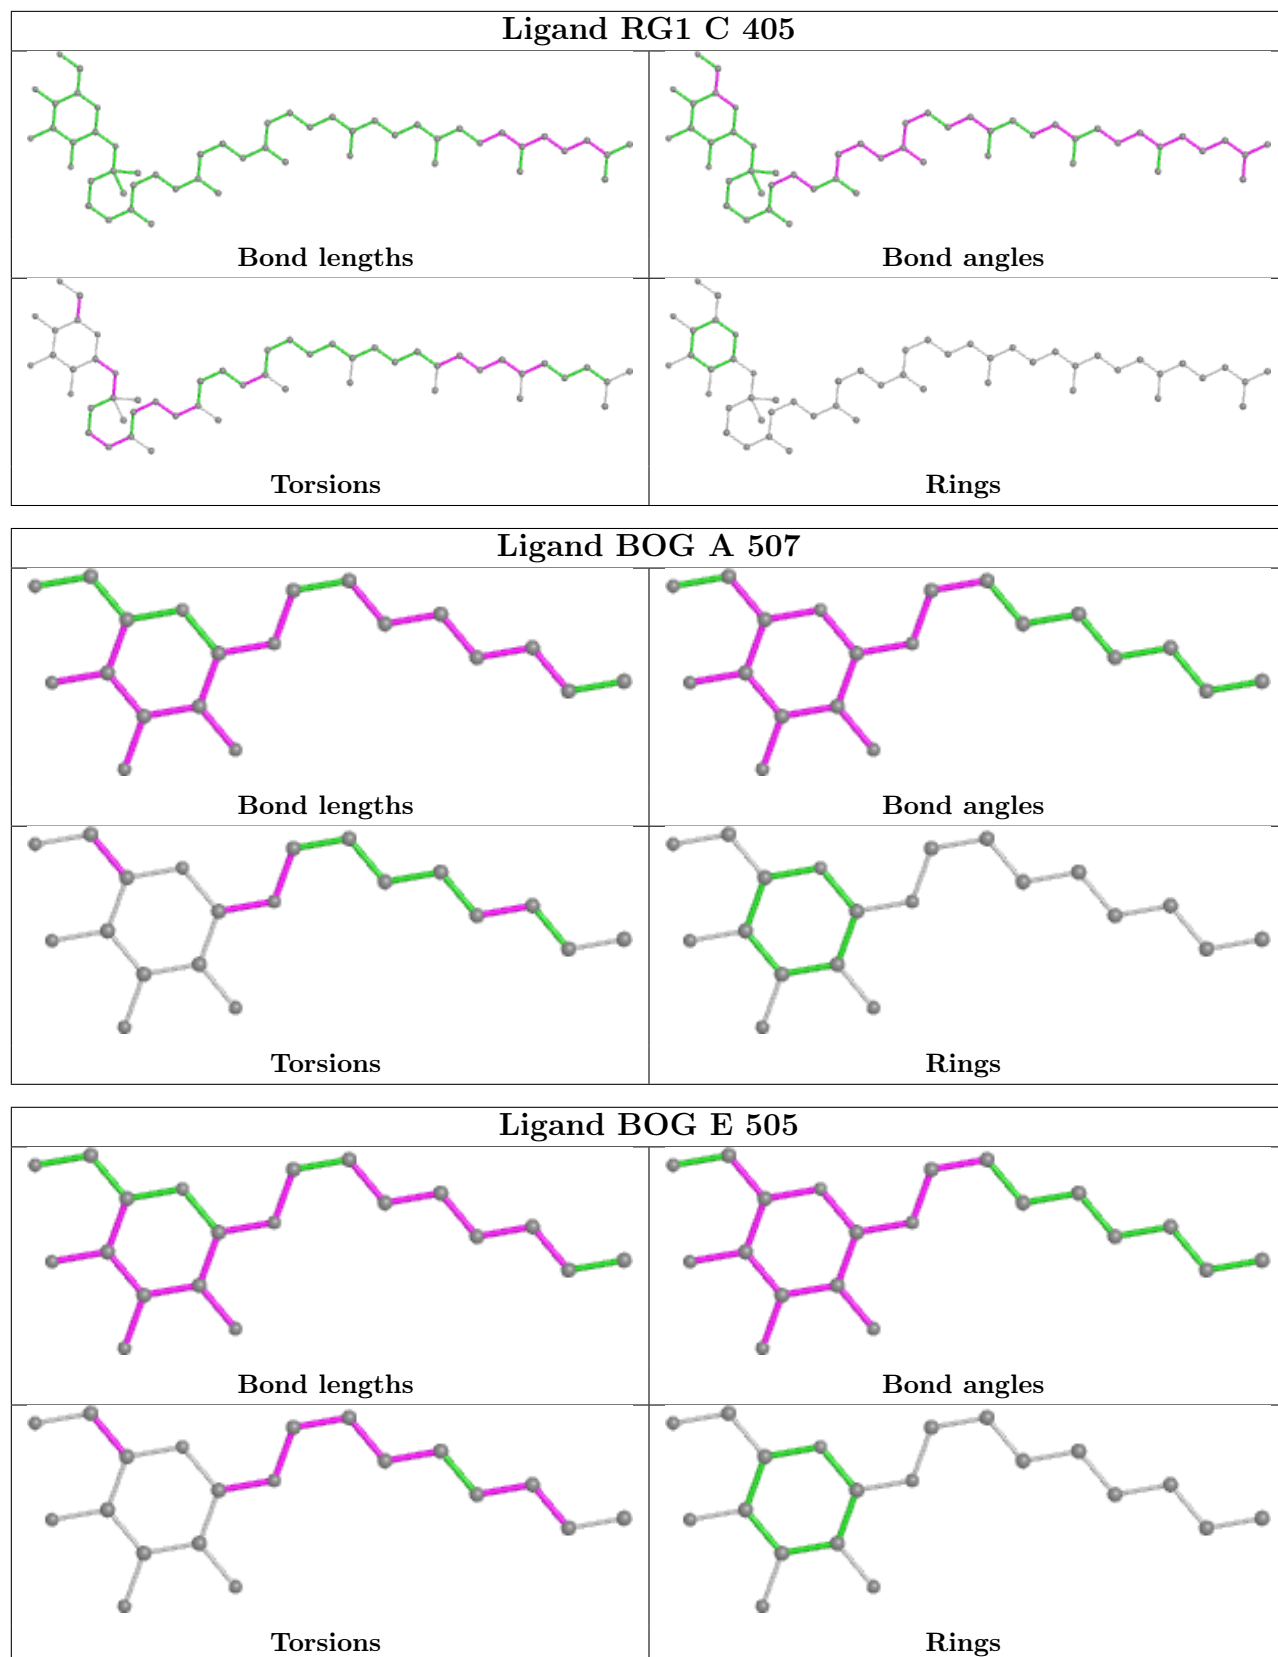 Ligand RG1 C 405
Bond lengths
Bond angles
Torsions
Rings
Ligand BOG A 507
Bond lengths
Bond angles
Torsions
Rings
Ligand BOG E 505
Bond lengths
Bond angles
Torsions
Rings